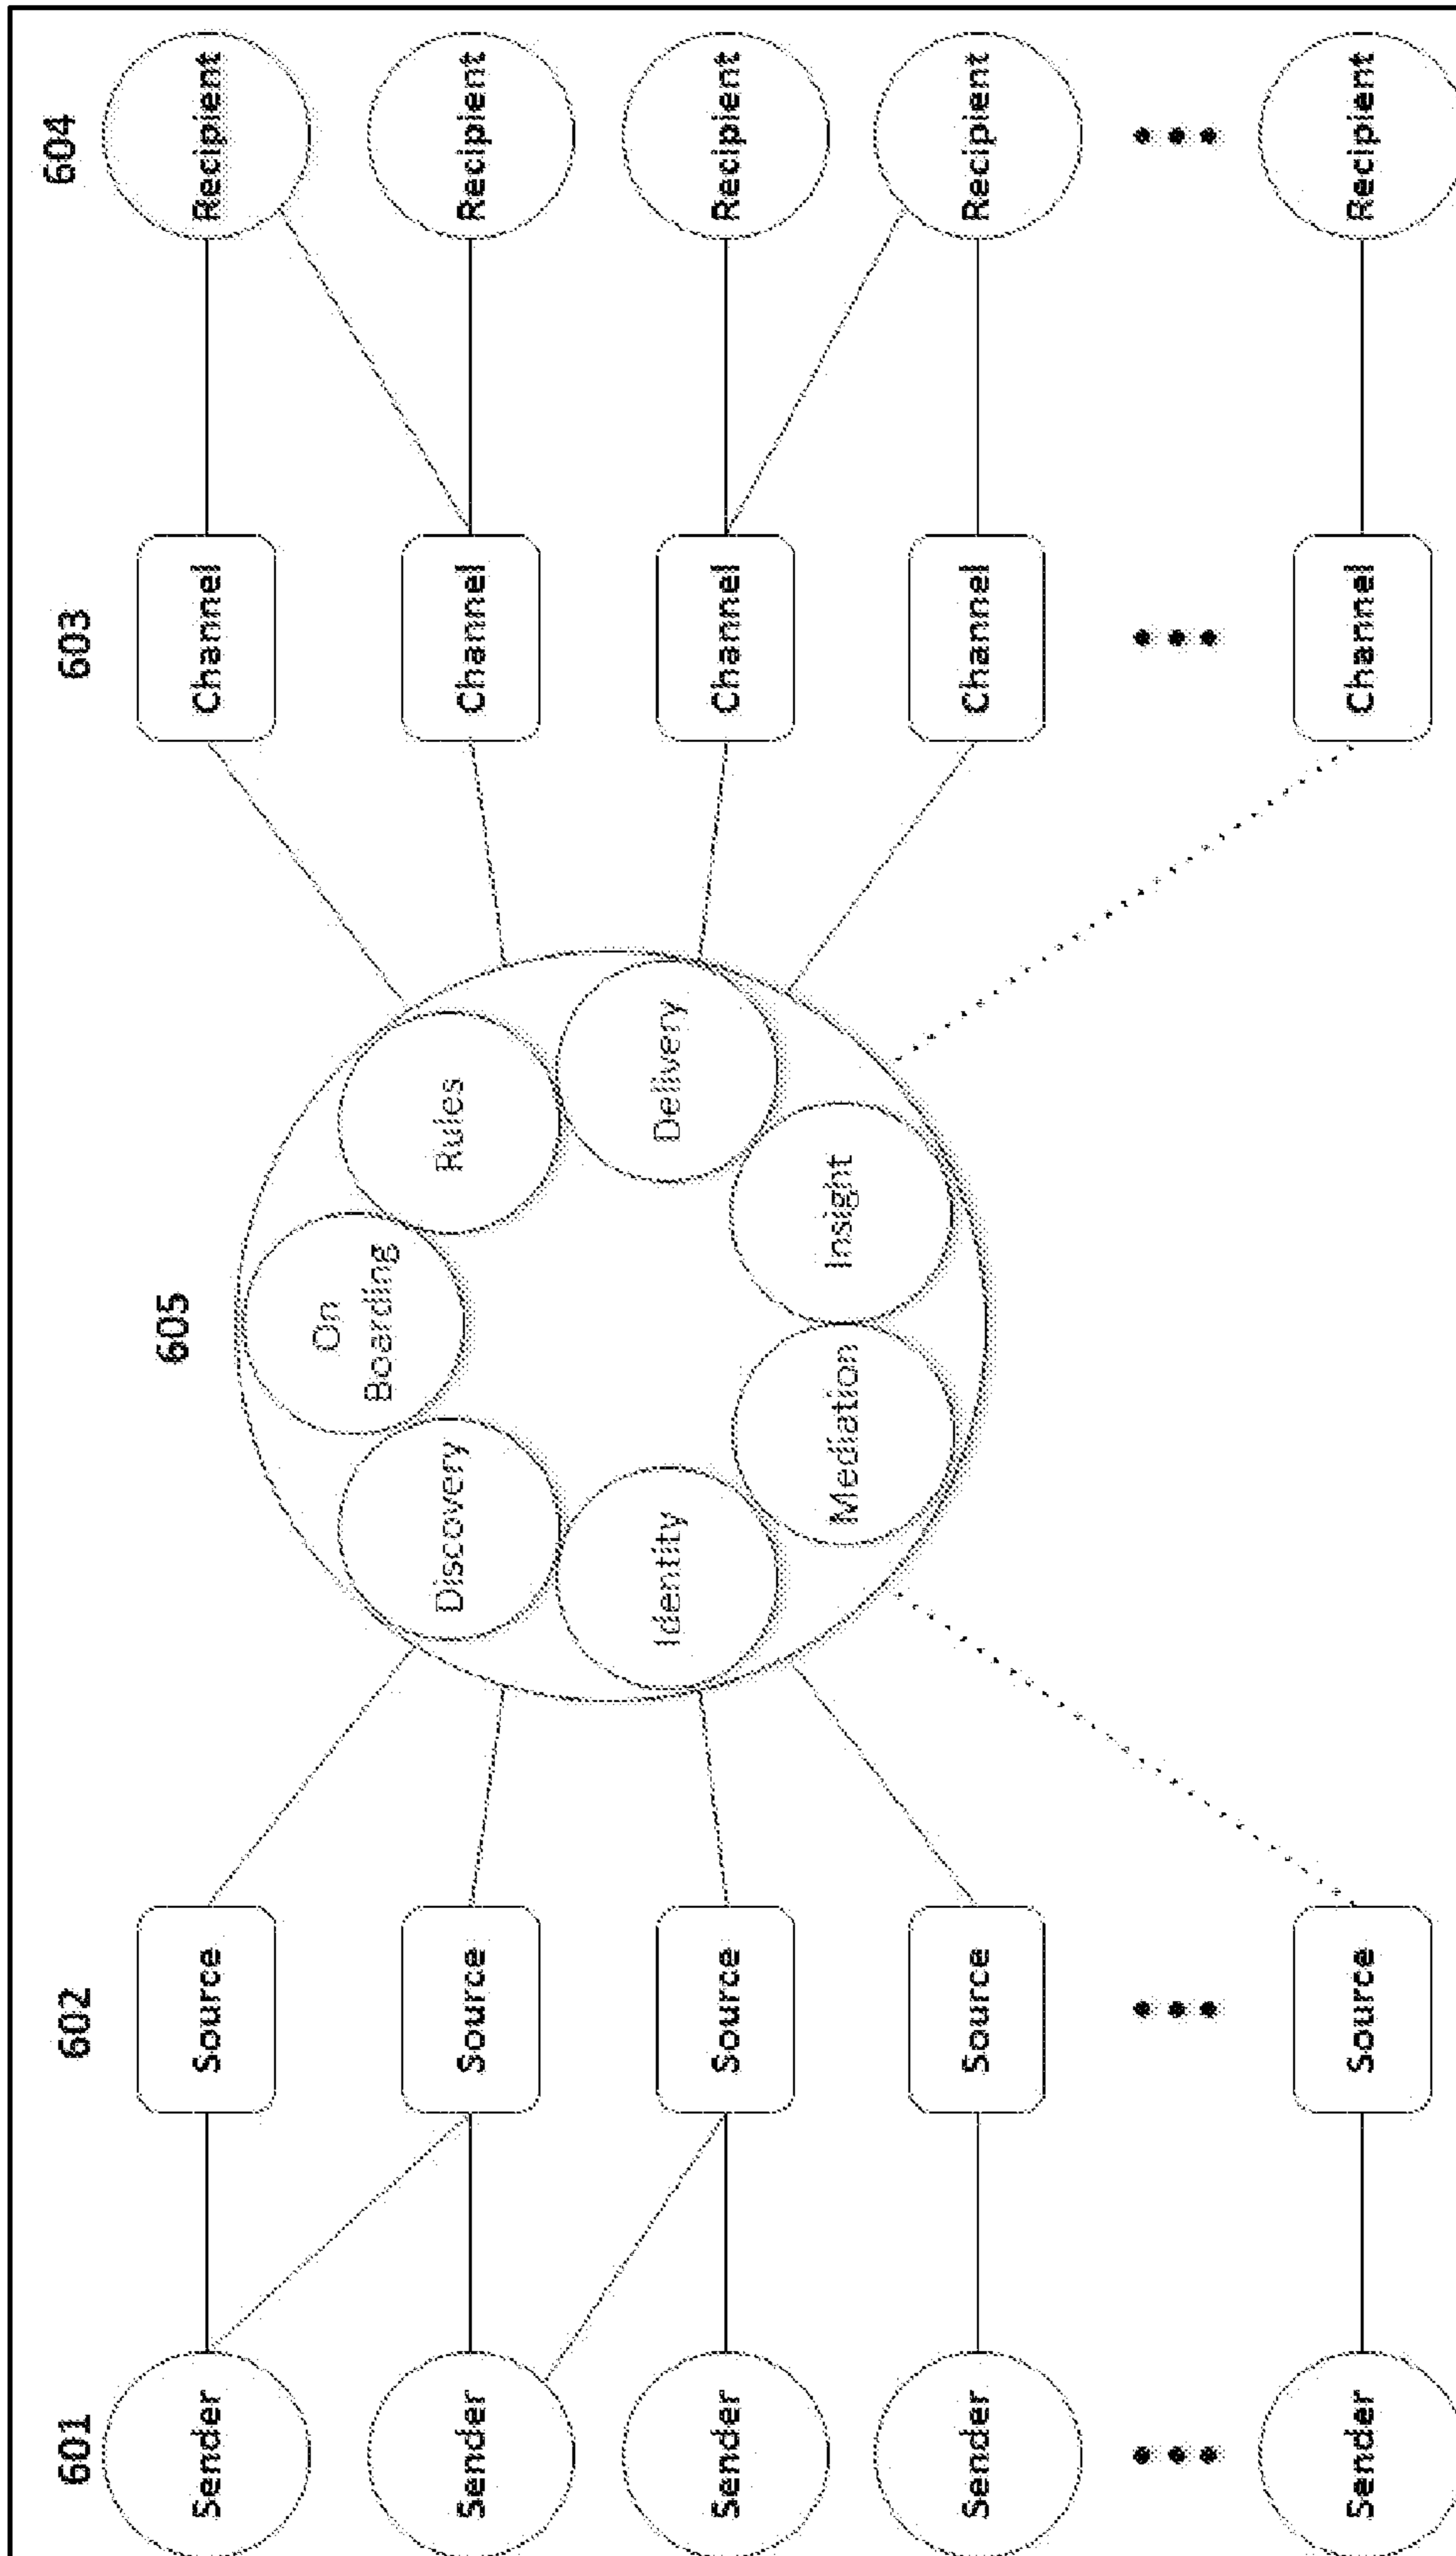 601
602
605
603
604
Sender
Source
Channel
Recipient
Sender
Source
Channel
Recipient
Sender
Source
Channel
Recipient
Sender
Source
Channel
Recipient
Sender
Source
Channel
Recipient
On
Boarding
Discovery
Rules
Identity
Delivery
Mediation
Insight